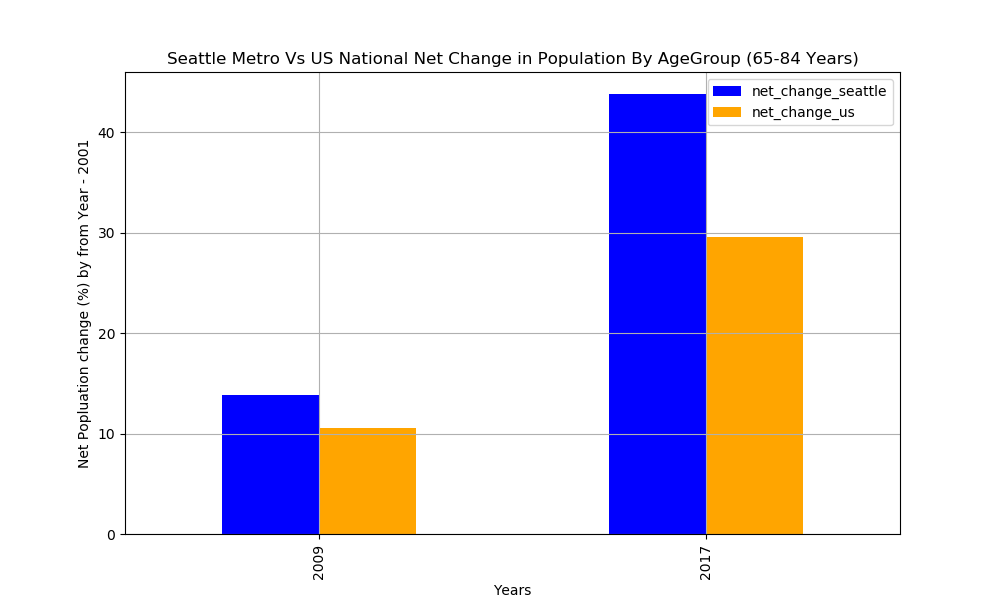 Seattle Metro Vs US National Net Change in Population By AgeGroup (65-84 Years)
net_change_seattle
net_change_us
Net Popluation change (%) by from Year - 2001
40
30
20
10
0
2009
2017
Years